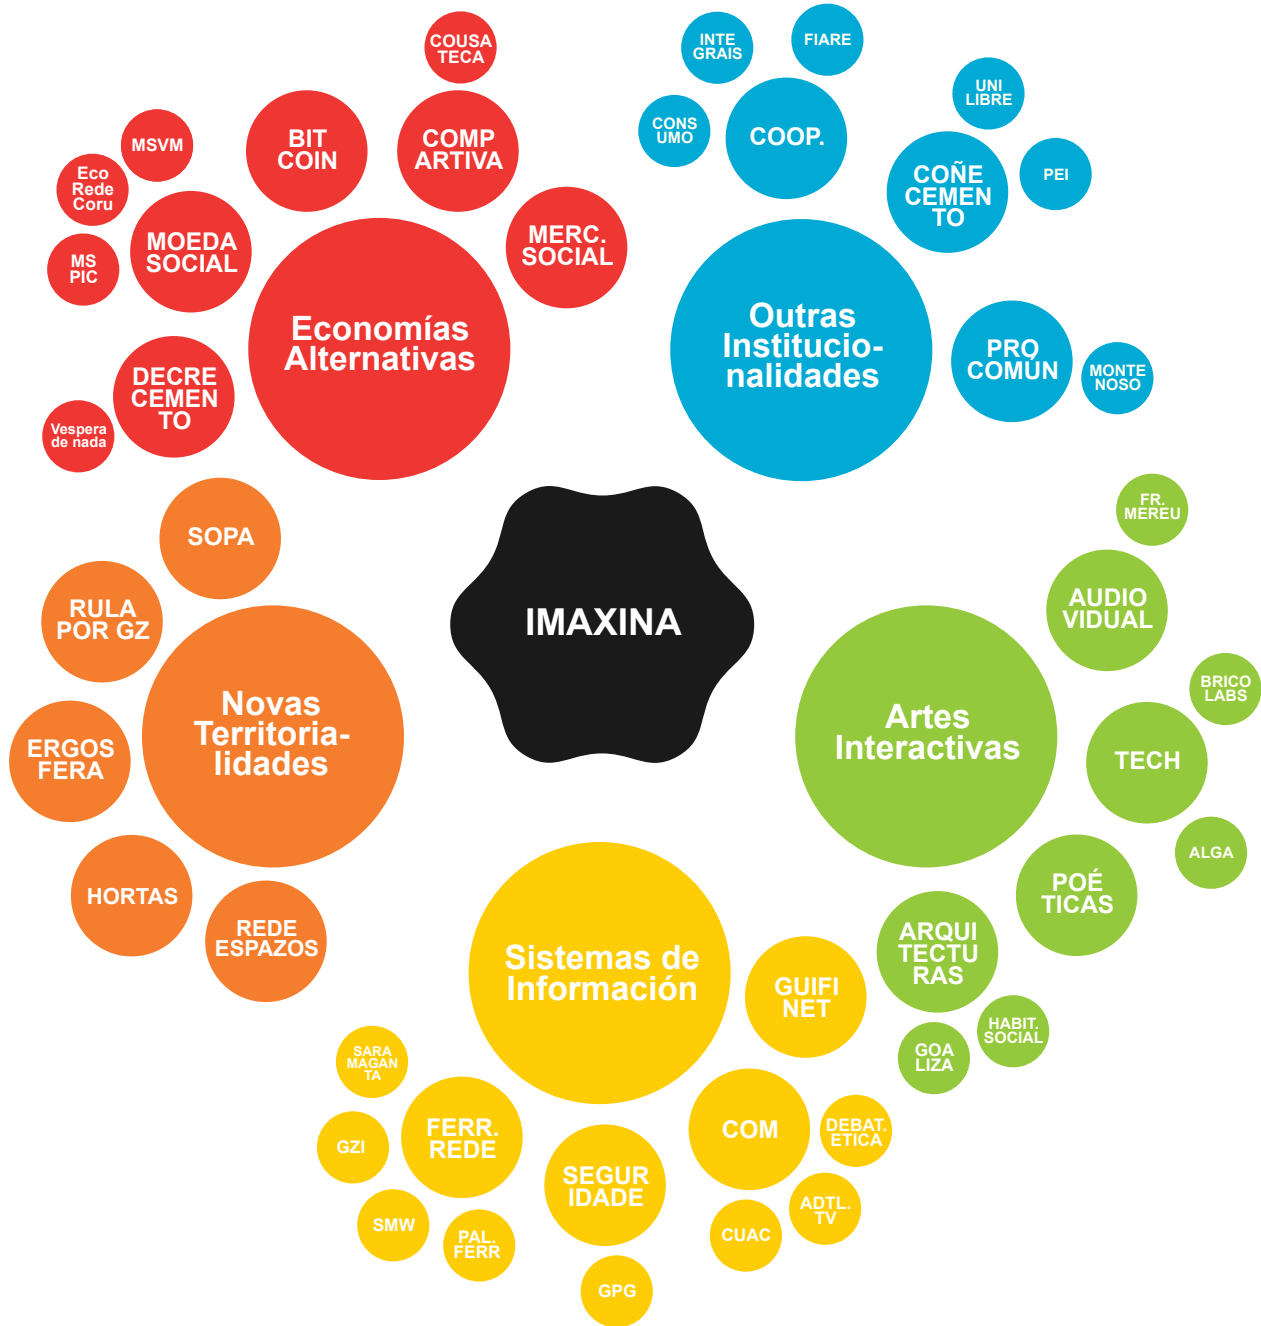 COUSA
TECA
BIT
COIN
COMP
ARTIVA
MSVM
Eco
Rede
Coru
MS
PIC
MOEDA
SOCIAL
MERC.
SOCIAL
DECRE
CEMEN
TO
Vespera
de nada
Economías
Alternativas
INTE
GRAIS
FIARE
CONS
UMO
COOP.
UNI
LIBRE
COÑE
CEMEN
TO
PEI
Outras
Institucio-
nalidades
PRO
COMÚN
MONTE
NOSO
SOPA
RULA
POR GZ
ERGOS
FERA
Novas
Territoria-
lidades
HORTAS
REDE
ESPAZOS
IMAXINA
FR.
MEREU
AUDIO
VIDUAL
BRICO
LABS
TECH
Artes
Interactivas
ALGA
POÉ
TICAS
ARQUI
TECTU
RAS
HABIT.
SOCIAL
GOA
LIZA
Sistemas de
Información
GUIFI
NET
SARA
MAGAN
TA
FERR.
REDE
GZI
SMW
PAL.
FERR
SEGUR
IDADE
GPG
COM
DEBAT.
ETICA
ADTL.
TV
CUAC